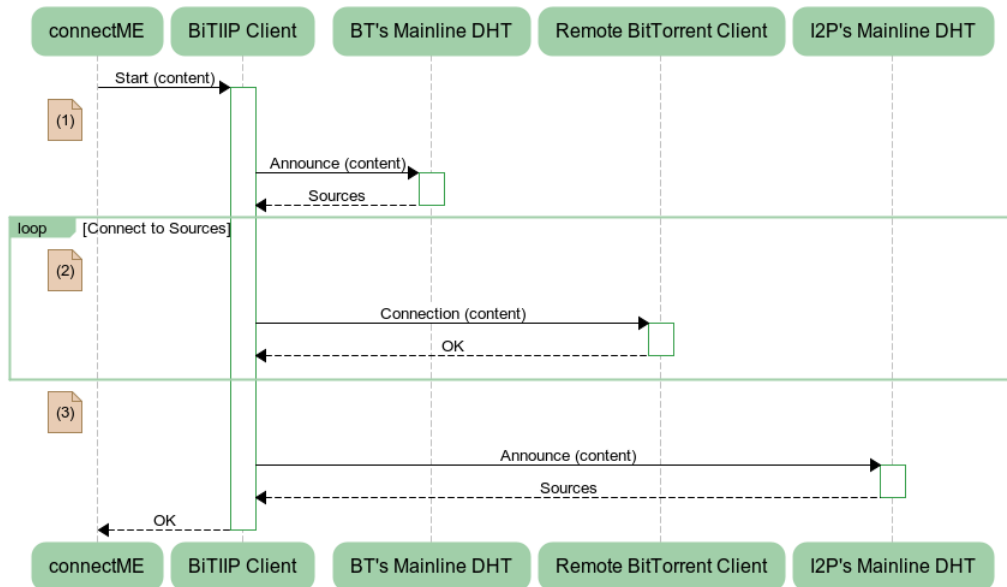 connectME BiTIIP Client BT's Mainline DHT Remote BitTorrent Client I2P's Mainline DHT
Start (content)
(1)
Announce (content)
Sources
loop [Connect to Sources]
(2)
Connection (content)
OK
(3)
Announce (content)
Sources
OK
connectME BiTIIP Client BT's Mainline DHT Remote BitTorrent Client I2P's Mainline DHT